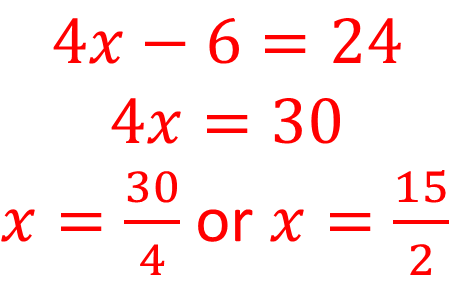 4x − 6 = 24
4x = 30
x = 30/4 or x = 15/2